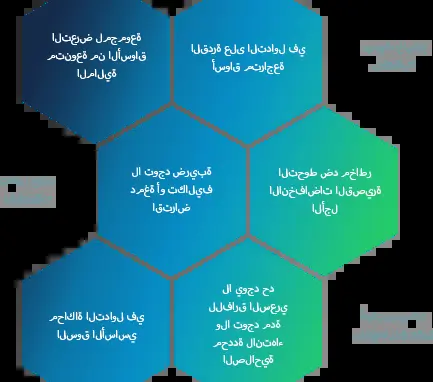 التعرض لمجموعة
متنوعة من الأسواق
المالية
القدرة على التداول في
أسواق متراجعة
لا توجد ضريبة
دمغة أو تكاليف
اقتراض
التحوط ضد مخاطر
الانخفاضات القصيرة
الأجل
محاكاة التداول في
السوق الأساسي
لا يوجد حد
للفارق السعري
ولا توجد مدة
محددة لانتهاء
الصلاحية